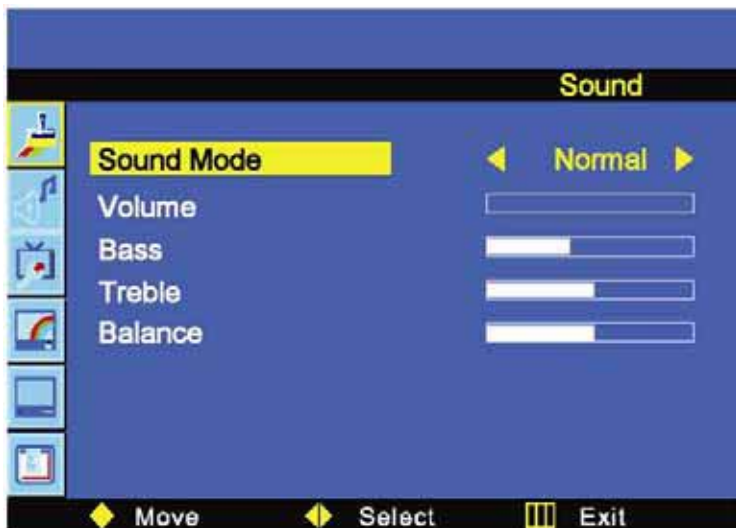 Sound
Sound Mode Normal
Volume
Bass
Treble
Balance
Move Select Exit